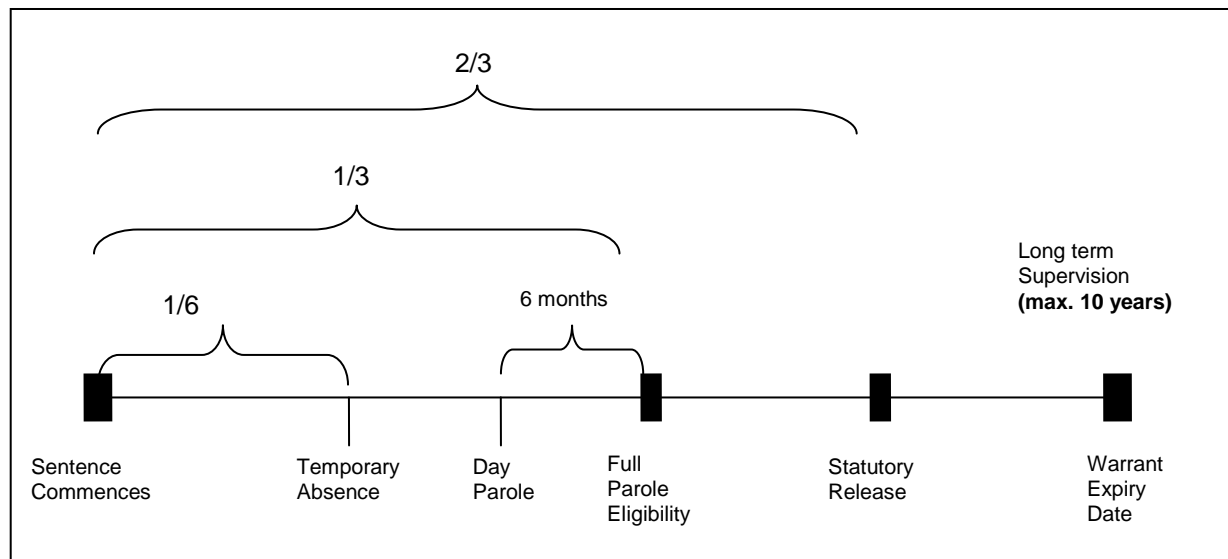 2/3
1/3
1/6
6 months
Long term
Supervision
(max. 10 years)
Sentence
Commences
Temporary
Absence
Day
Parole
Full
Parole
Eligibility
Statutory
Release
Warrant
Expiry
Date